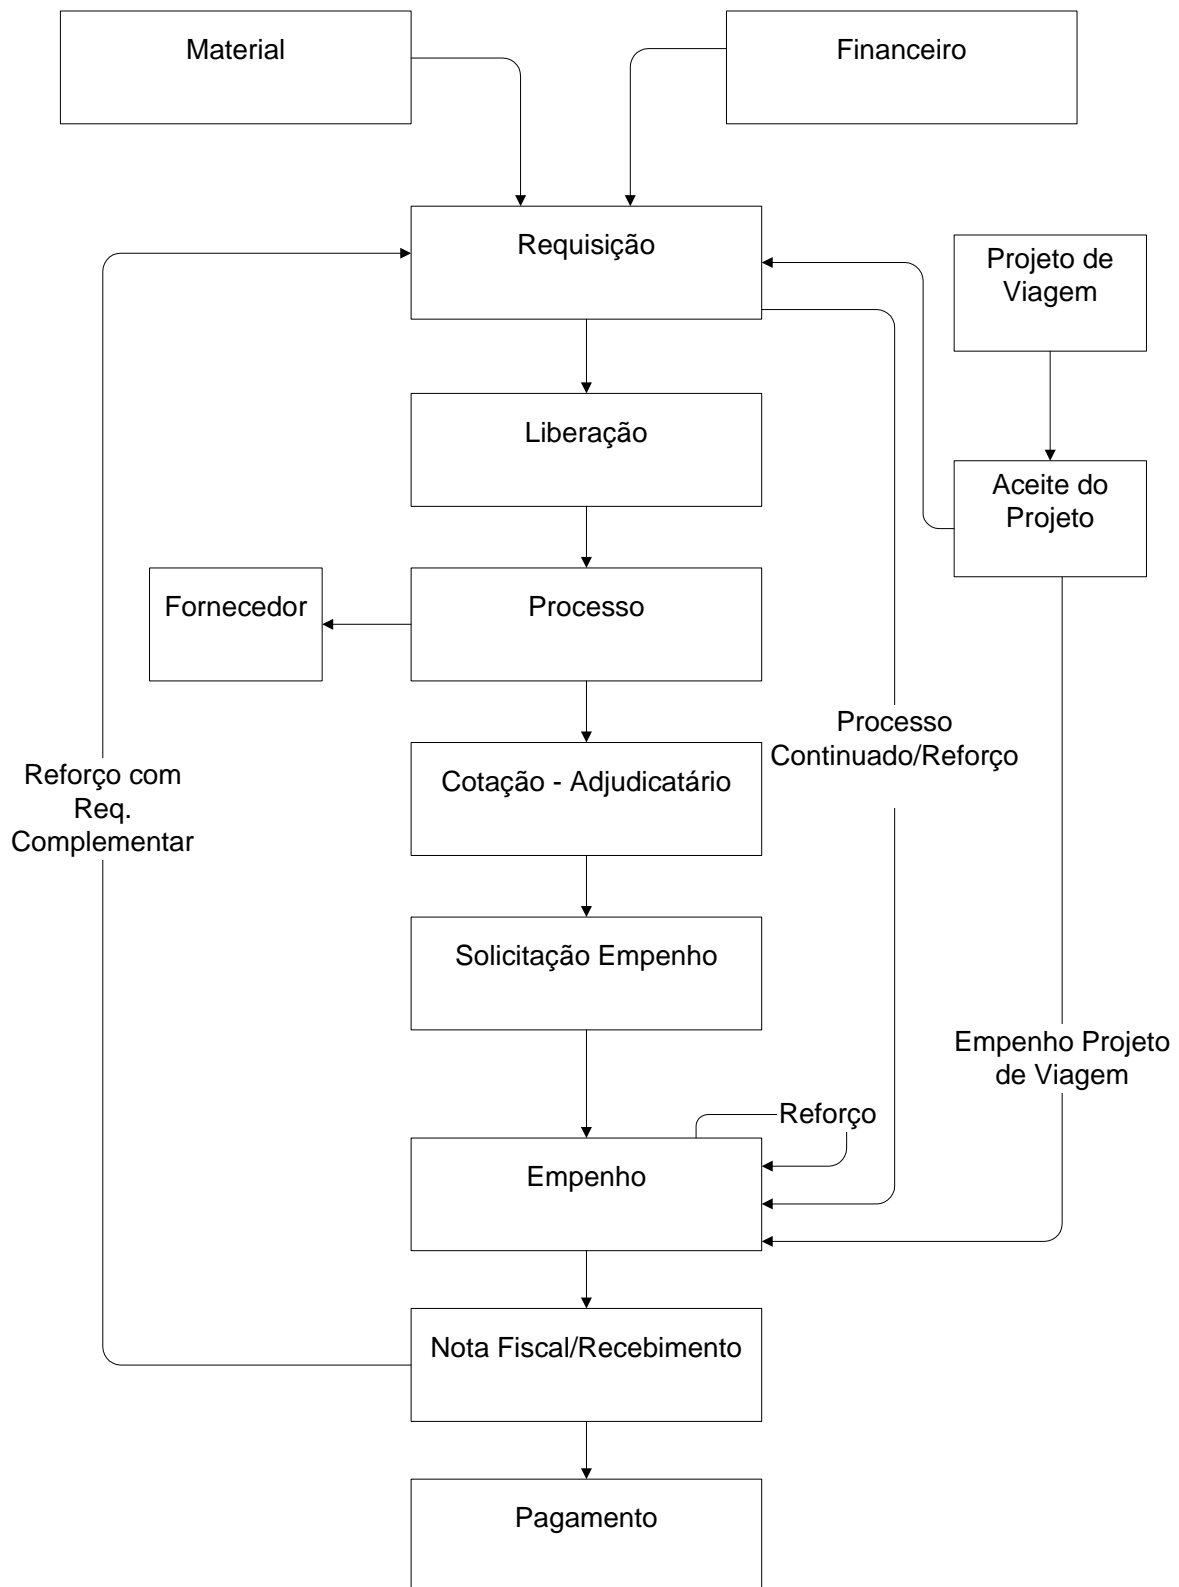 Material
Financeiro
Requisição
Projeto de
Viagem
Liberação
Aceite do
Projeto
Fornecedor
Processo
Processo
Continuado/Reforço
Cotação - Adjudicatário
Reforço com
Req.
Complementar
Solicitação Empenho
Empenho Projeto
de Viagem
Reforço
Empenho
Nota Fiscal/Recebimento
Pagamento